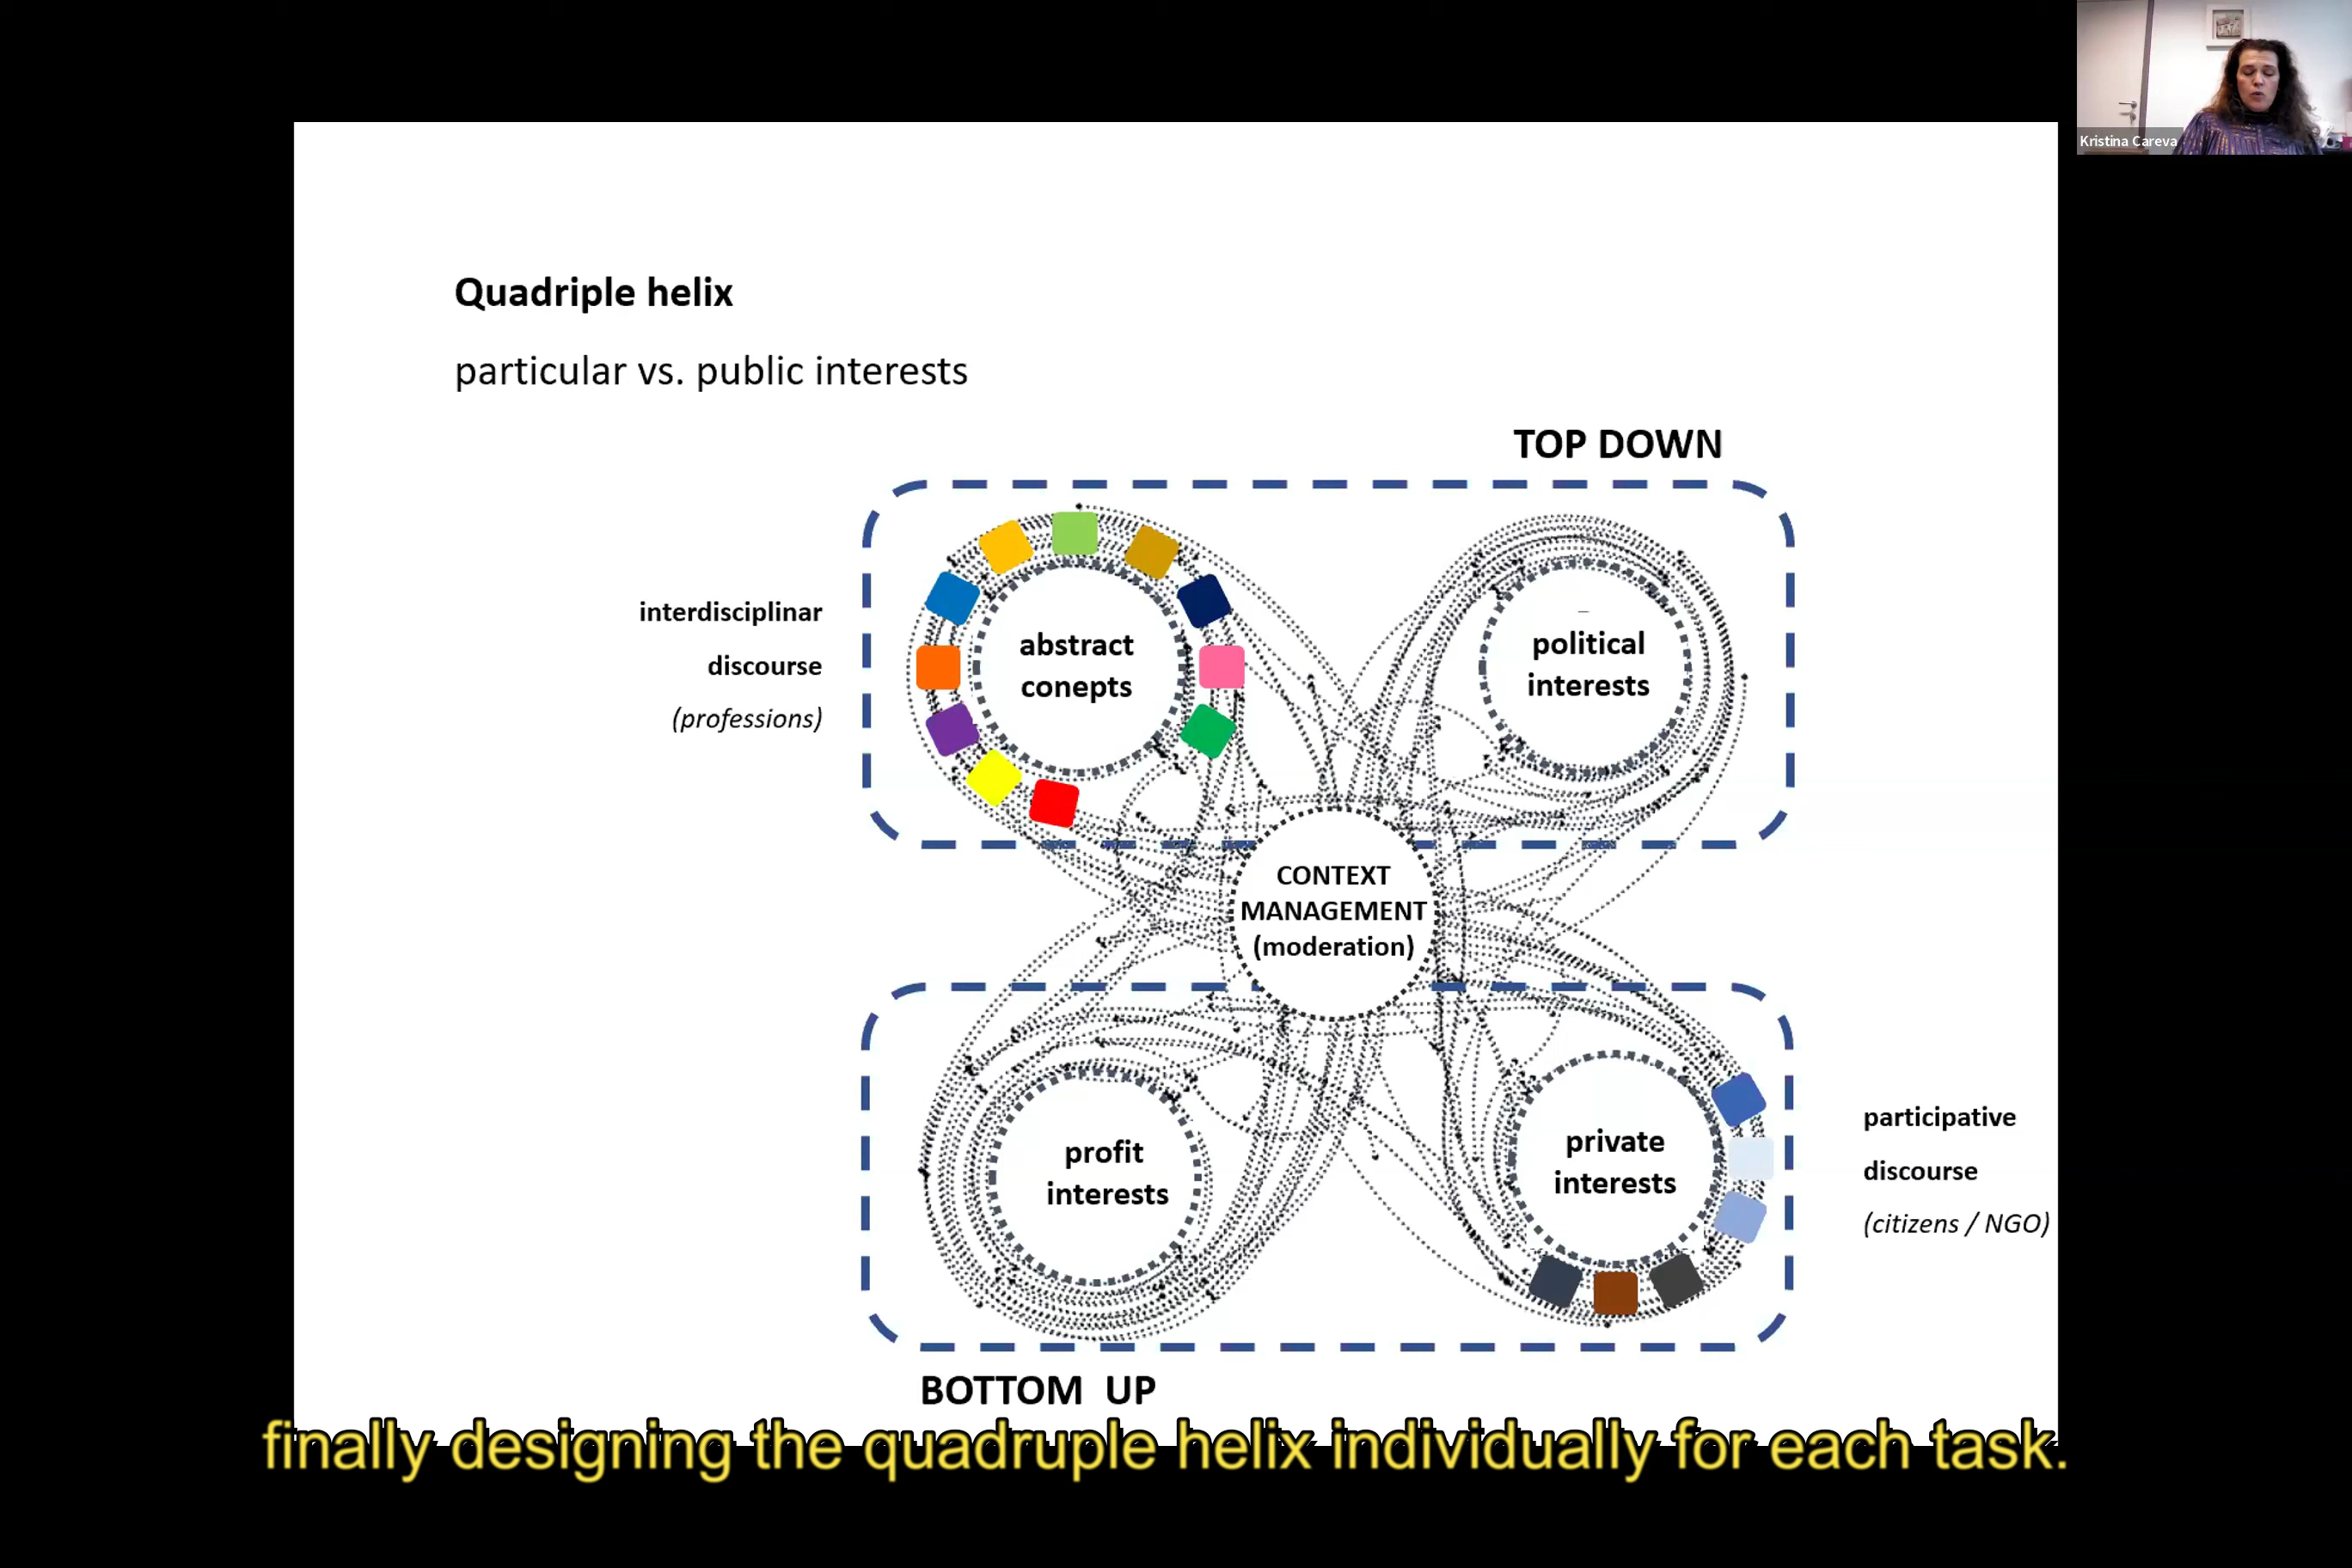 Kristina Careva
Quadriple helix
particular vs. public interests
TOP DOWN
interdisciplinar
discourse
(professions)
abstract
conepts
political
interests
CONTEXT
MANAGEMENT
(moderation)
profit
interests
private
interests
participative
discourse
(citizens / NGO)
BOTTOM UP
finally designing the quadruple helix individually for each task.